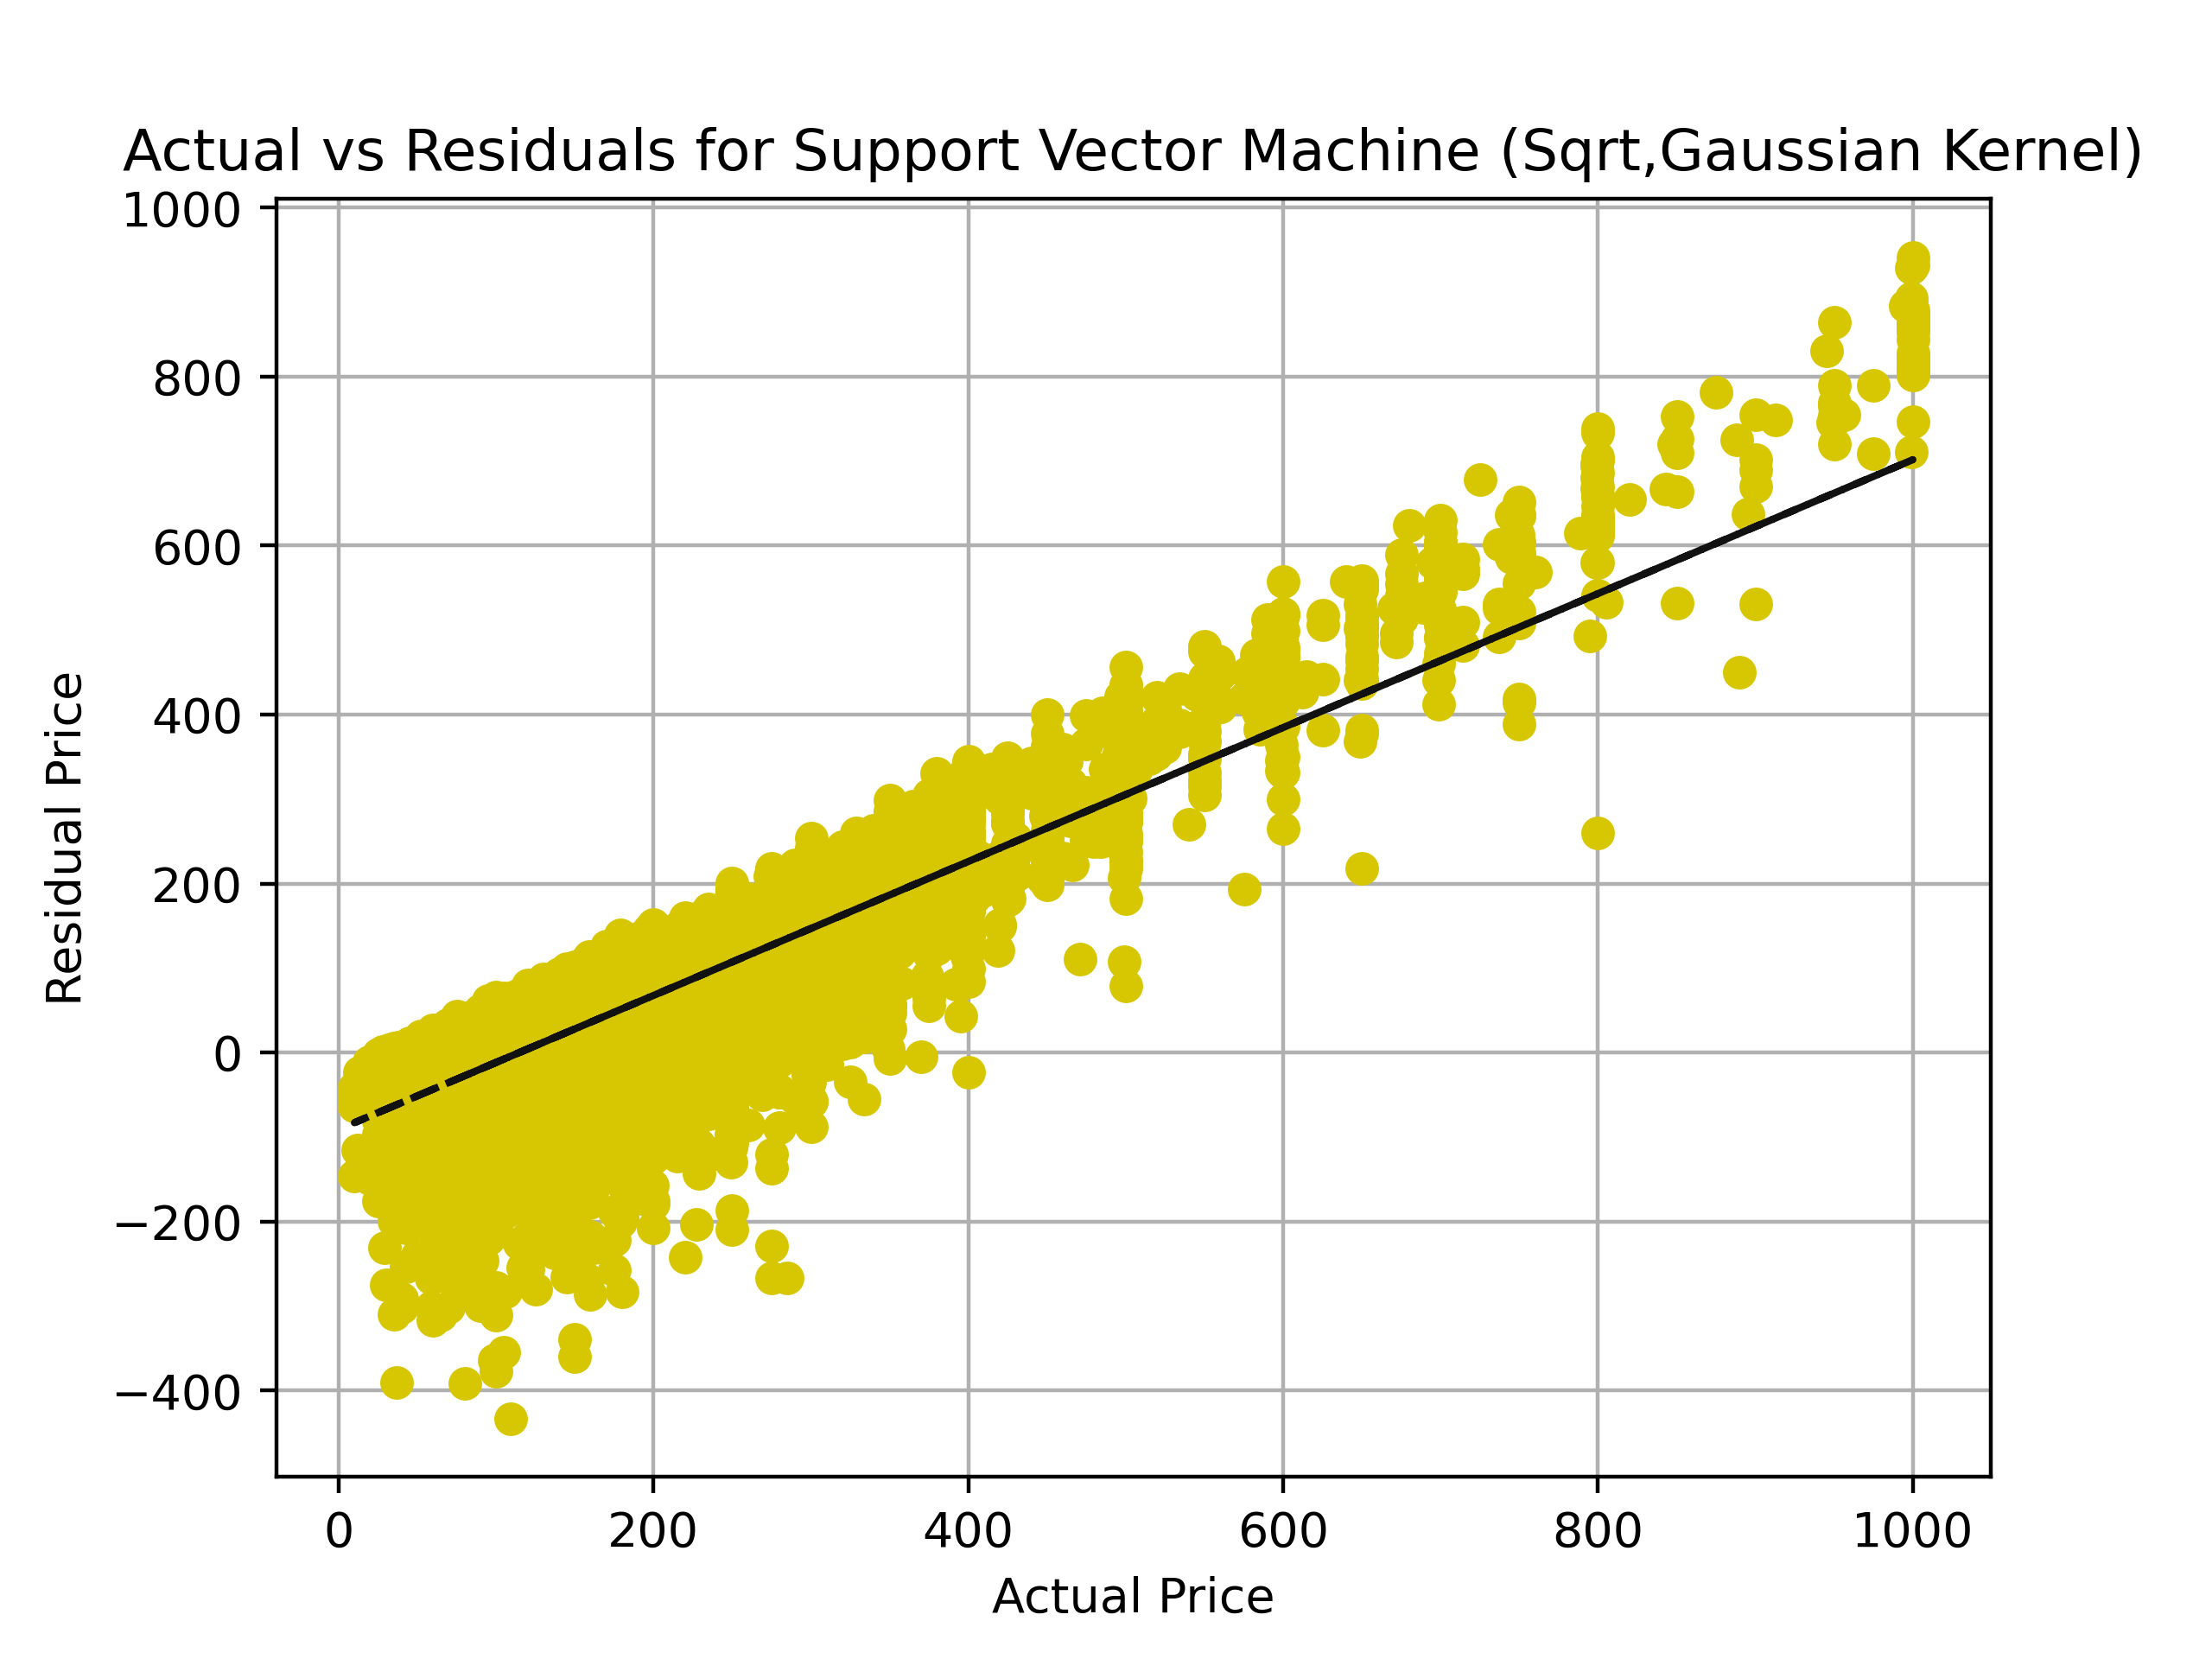 Actual vs Residuals for Support Vector Machine (Sqrt,Gaussian Kernel)
1000
800
600
400
200
0
−200
−400
Residual Price
0 200 400 600 800 1000
Actual Price